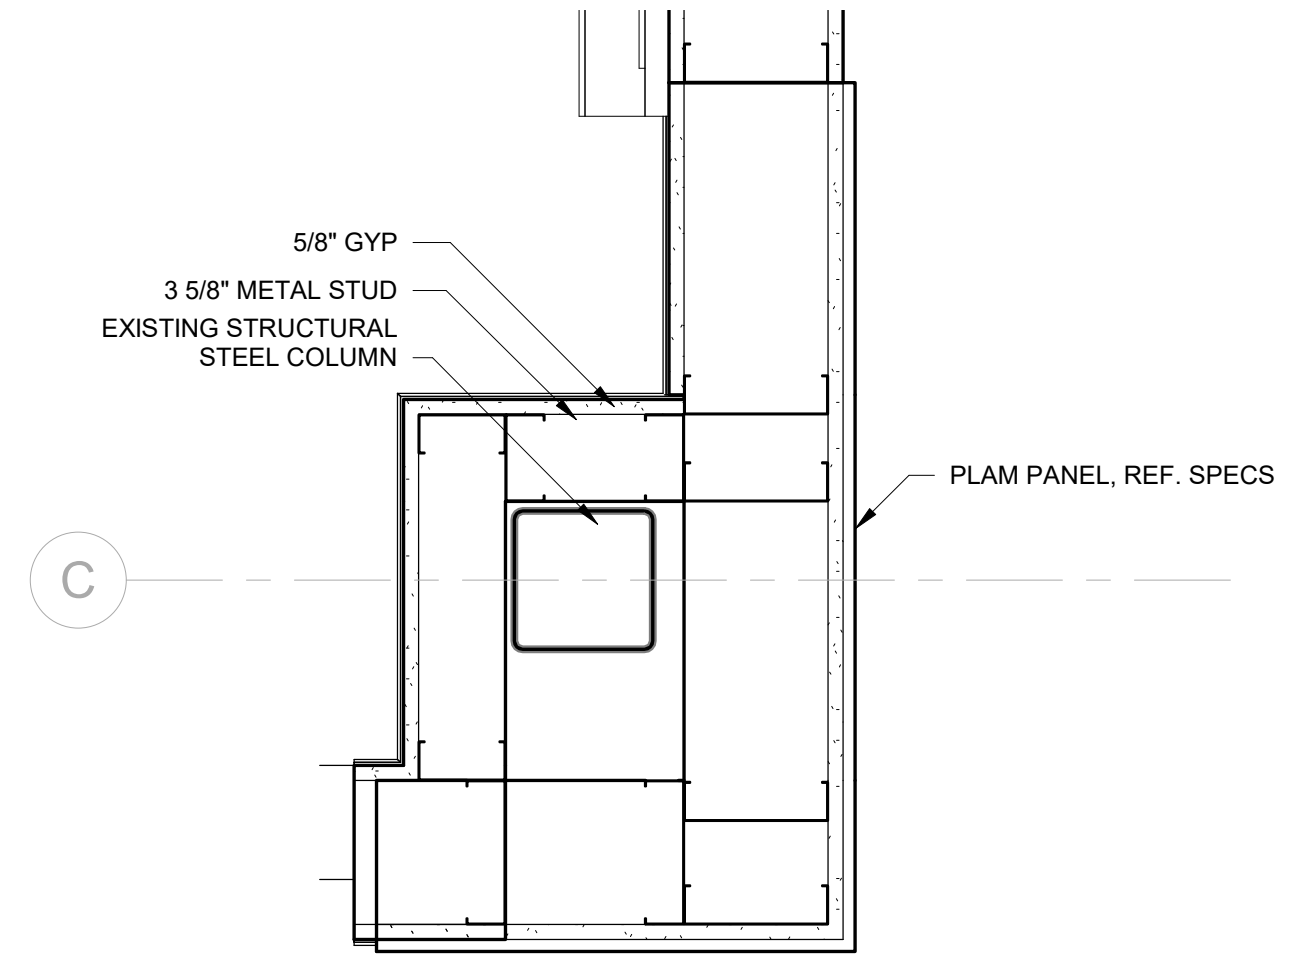 5/8" GYP
3 5/8" METAL STUD
EXISTING STRUCTURAL
STEEL COLUMN
PLAM PANEL, REF. SPECS
C